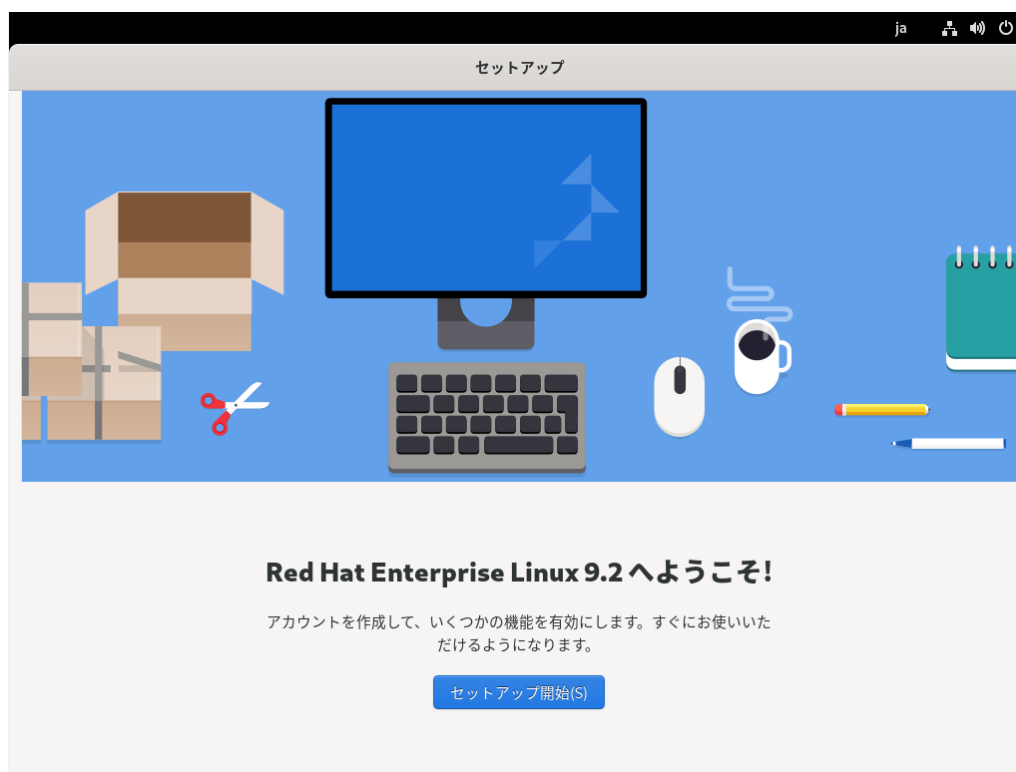 ja
セットアップ
Red Hat Enterprise Linux 9.2 へようこそ!
アカウントを作成して、いくつかの機能を有効にします。すぐにお使いいた
だけるようになります。
セットアップ開始(S)